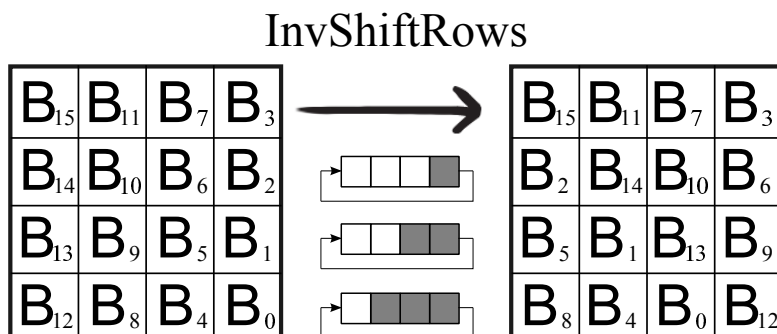 InvShiftRows
B15 B11 B7 B3 B15 B11 B7 B3
B14 B10 B6 B2 B2 B14 B10 B6
B13 B9 B5 B1 B5 B1 B13 B9
B12 B8 B4 B0 B8 B4 B0 B12